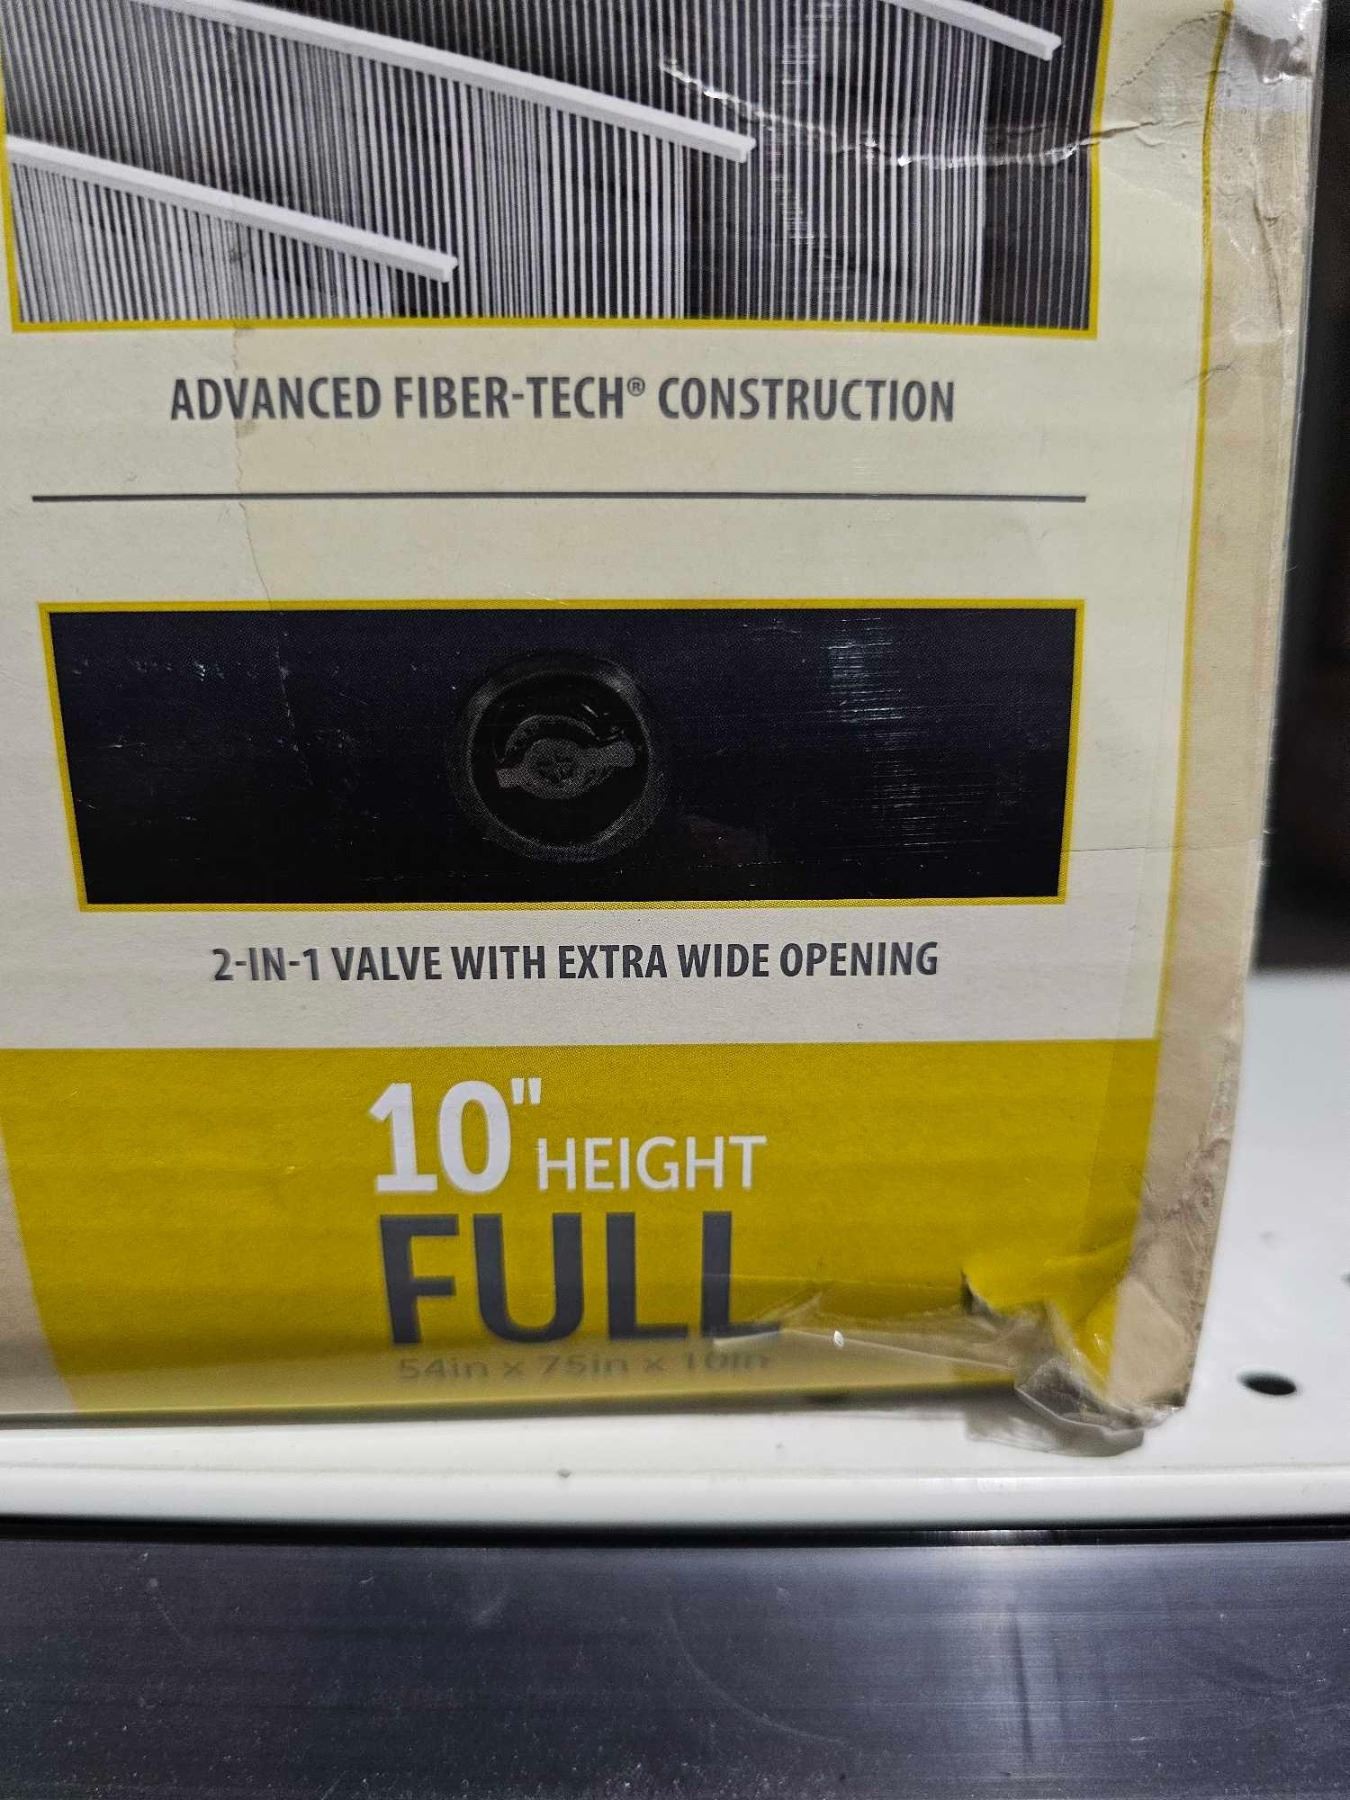 ADVANCED FIBER-TECH® CONSTRUCTION
2-IN-1 VALVE WITH EXTRA WIDE OPENING
10" HEIGHT
FULL
54in x 75in x 10in